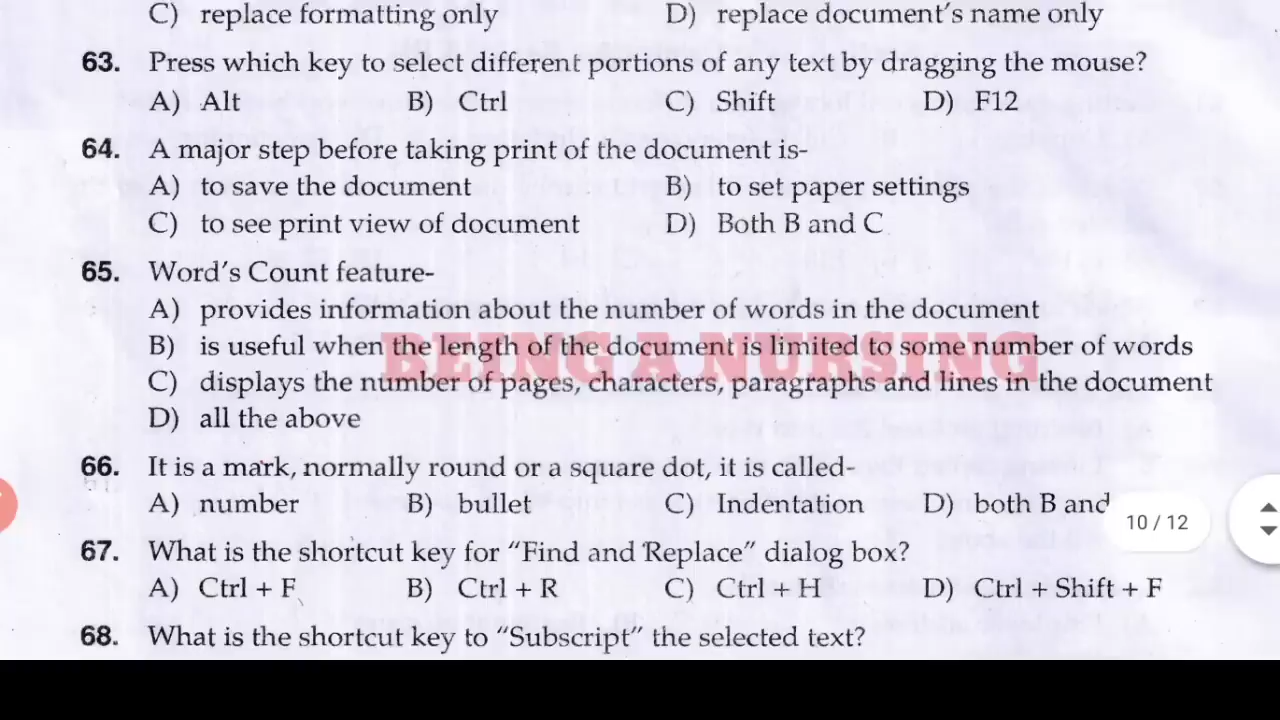 C) replace formatting only D) replace document's name only
63. Press which key to select different portions of any text by dragging the mouse?
A) Alt B) Ctrl C) Shift D) F12
64. A major step before taking print of the document is-
A) to save the document B) to set paper settings
C) to see print view of document D) Both B and C
65. Word's Count feature-
A) provides information about the number of words in the document
B) is useful when the length of the document is limited to some number of words
BEING A NURSING
C) displays the number of pages, characters, paragraphs and lines in the document
D) all the above
66. It is a mark, normally round or a square dot, it is called-
A) number B) bullet C) Indentation D) both B and
10 / 12
67. What is the shortcut key for "Find and Replace" dialog box?
A) Ctrl + F B) Ctrl + R C) Ctrl + H D) Ctrl + Shift + F
68. What is the shortcut key to "Subscript" the selected text?